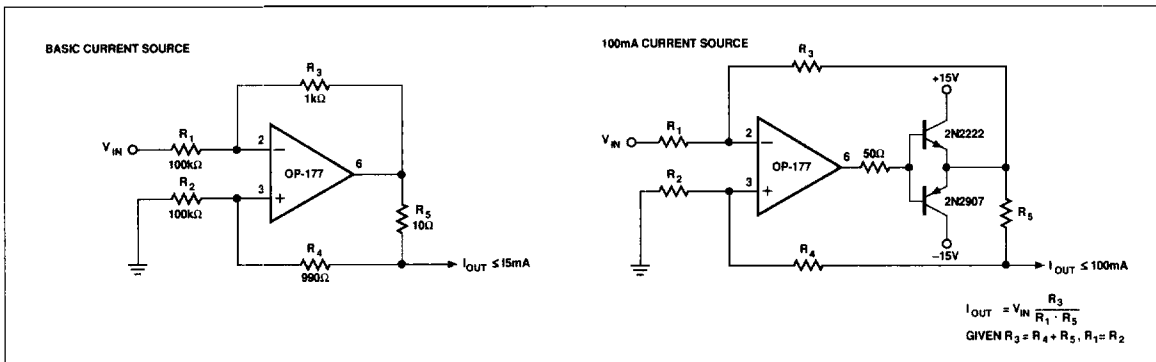 BASIC CURRENT SOURCE
R3
1kΩ
VIN
R1
100kΩ
2
−
OP-177
6
R2
100kΩ
3
+
R5
10Ω
R4
990Ω
IOUT ≤ 15mA
100mA CURRENT SOURCE
R3
+15V
VIN
R1
2
−
2N2222
OP-177
6
50Ω
R2
3
+
2N2907
R5
R4
−15V
IOUT ≤ 100mA
IOUT = VIN R3 / R1 · R5
GIVEN R3 = R4 + R5, R1 = R2